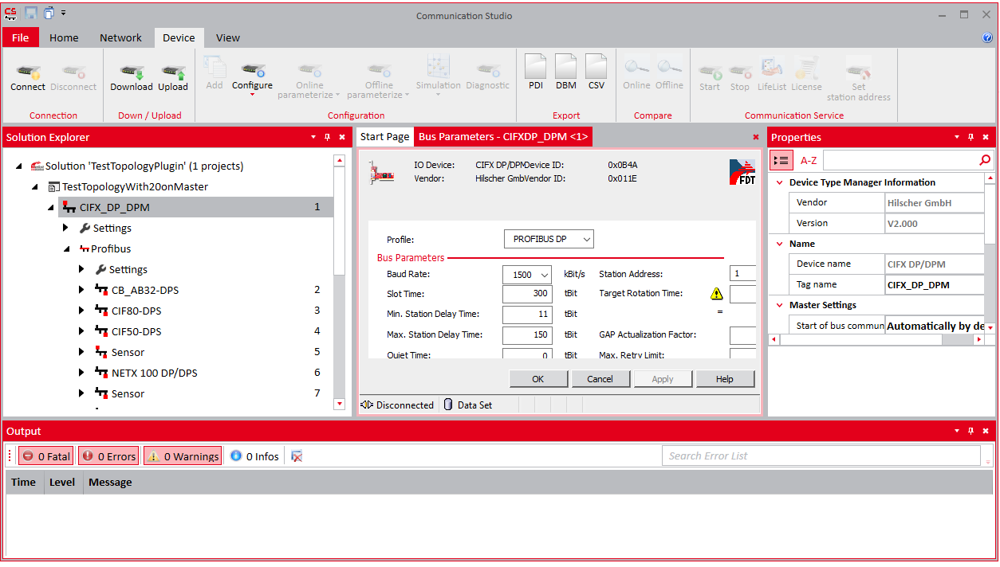 CS
Communication Studio
File Home Network Device View
Connect Disconnect Download Upload Add Configure Online parameterize Offline parameterize Simulation Diagnostic PDI DBM CSV Online Offline Start Stop LifeList License Set station address
Connection Down / Upload Configuration Export Compare Communication Service
Solution Explorer
Solution 'TestTopologyPlugin' (1 projects)
TestTopologyWith20onMaster
CIFX_DP_DPM 1
Settings
Profibus
Settings
CB_AB32-DPS 2
CIF80-DPS 3
CIF50-DPS 4
Sensor 5
NETX 100 DP/DPS 6
Sensor 7
Start Page Bus Parameters - CIFXDP_DPM <1>
IO Device: CIFX DP/DPMDevice ID: 0x0B4A
Vendor: Hilscher GmbVendor ID: 0x011E
FDT
Profile: PROFIBUS DP
Bus Parameters
Baud Rate: 1500 kBit/s Station Address: 1
Slot Time: 300 tBit Target Rotation Time:
Min. Station Delay Time: 11 tBit =
Max. Station Delay Time: 150 tBit GAP Actualization Factor:
Quiet Time: 0 tBit Max. Retry Limit:
OK Cancel Apply Help
Disconnected Data Set
Properties
A-Z
Device Type Manager Information
Vendor Hilscher GmbH
Version V2.000
Name
Device name CIFX DP/DPM
Tag name CIFX_DP_DPM
Master Settings
Start of bus commun Automatically by de
Output
0 Fatal 0 Errors 0 Warnings 0 Infos Search Error List
Time Level Message